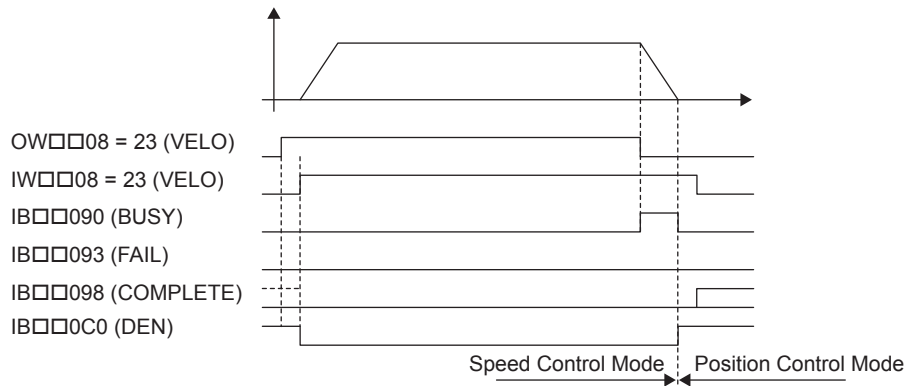 OW□□08 = 23 (VELO)
IW□□08 = 23 (VELO)
IB□□090 (BUSY)
IB□□093 (FAIL)
IB□□098 (COMPLETE)
IB□□0C0 (DEN)
Speed Control Mode Position Control Mode